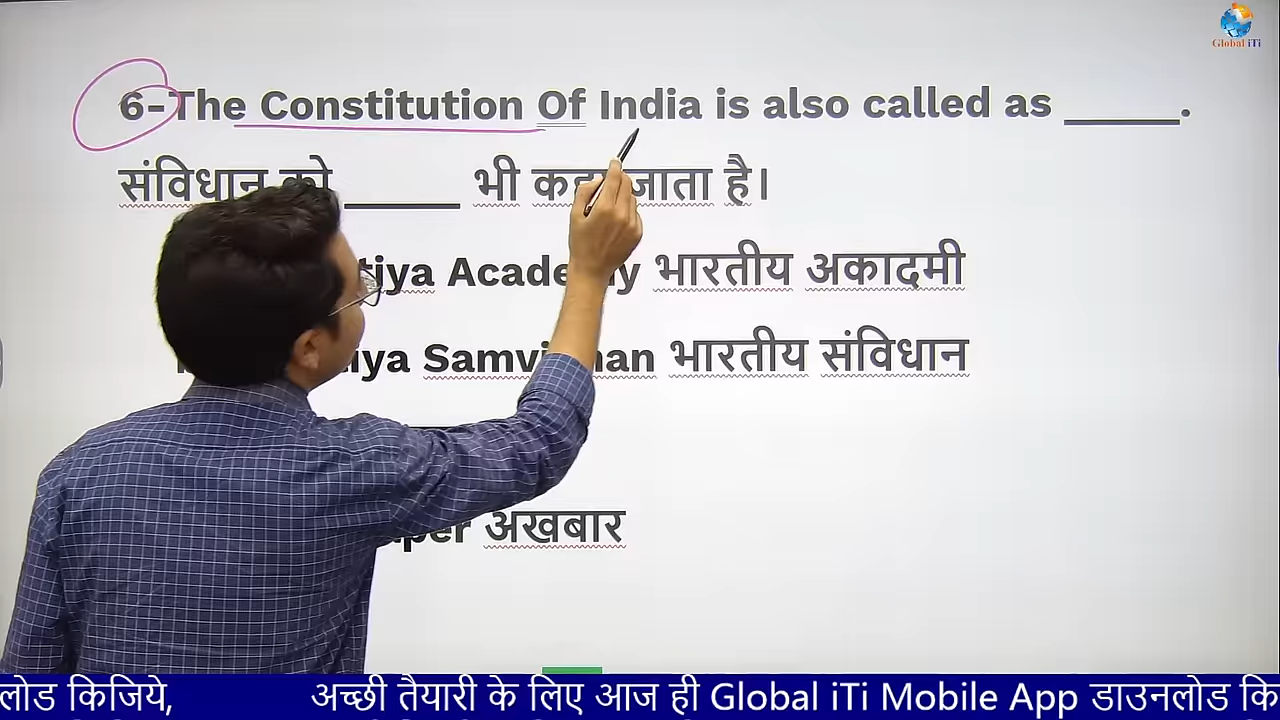 Global iTi
6-The Constitution Of India is also called as ______.
संविधान को ______ भी जाता है।
Academy भारतीय अकादमी
भारतीय संविधान
अखबार
लोड किजिये, अच्छी तैयारी के लिए आज ही Global iTi Mobile App डाउनलोड कि